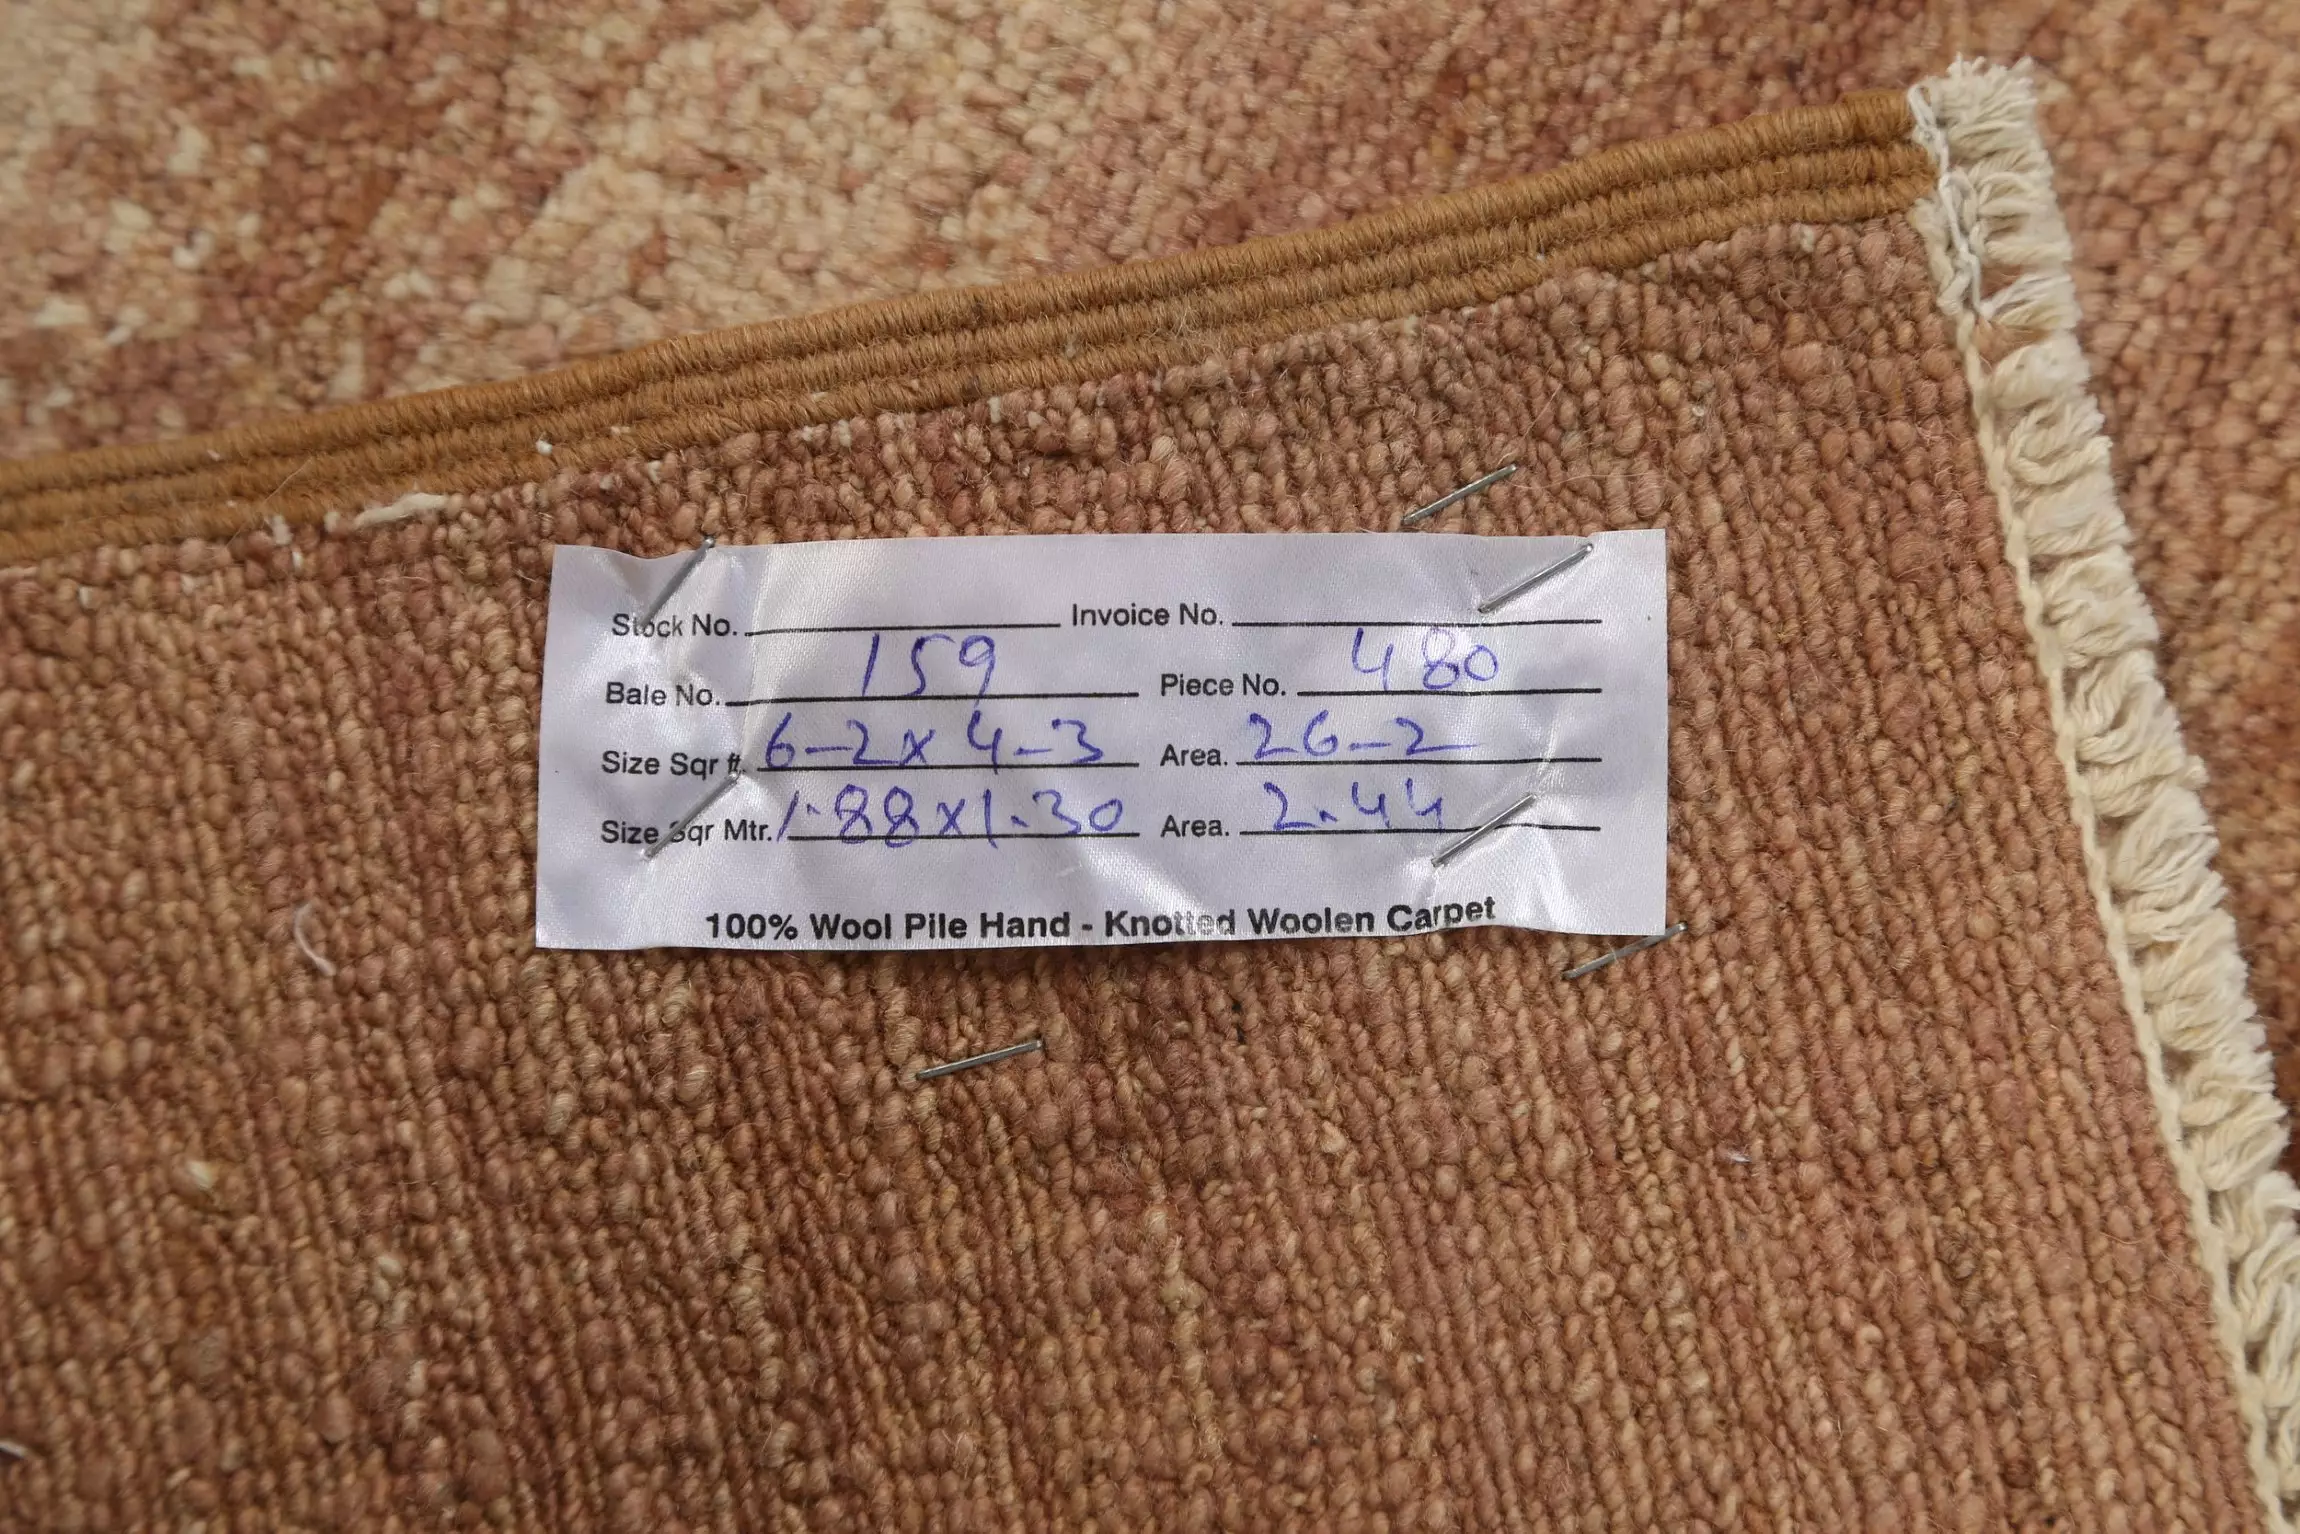 Stock No. Invoice No.
Bale No. 159 Piece No. 480
Size Sqr ft. 6-2x4-3 Area. 26-2
Size Sqr Mtr. 1.88x1.30 Area. 2.44
100% Wool Pile Hand - Knotted Woolen Carpet